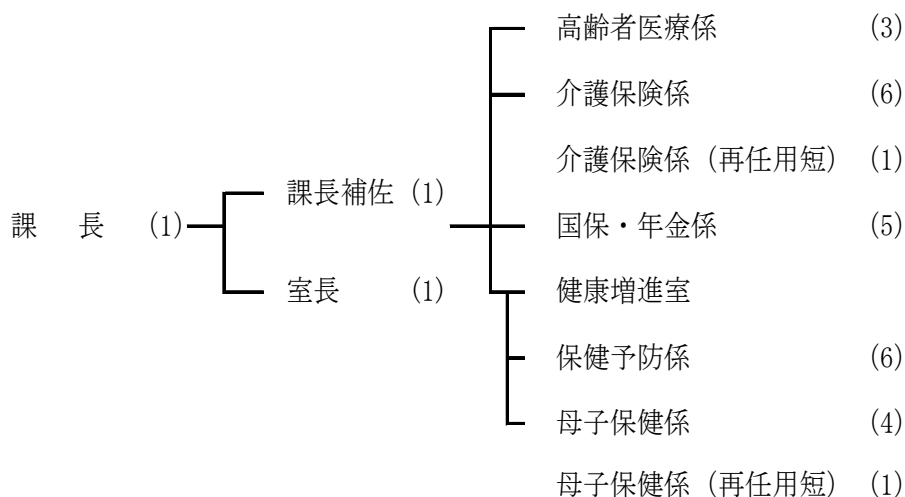 高齢者医療係 (3)
介護保険係 (6)
介護保険係 (再任用短) (1)
課長補佐 (1)
課 長 (1)
国保・年金係 (5)
室長 (1)
健康増進室
保健予防係 (6)
母子保健係 (4)
母子保健係 (再任用短) (1)